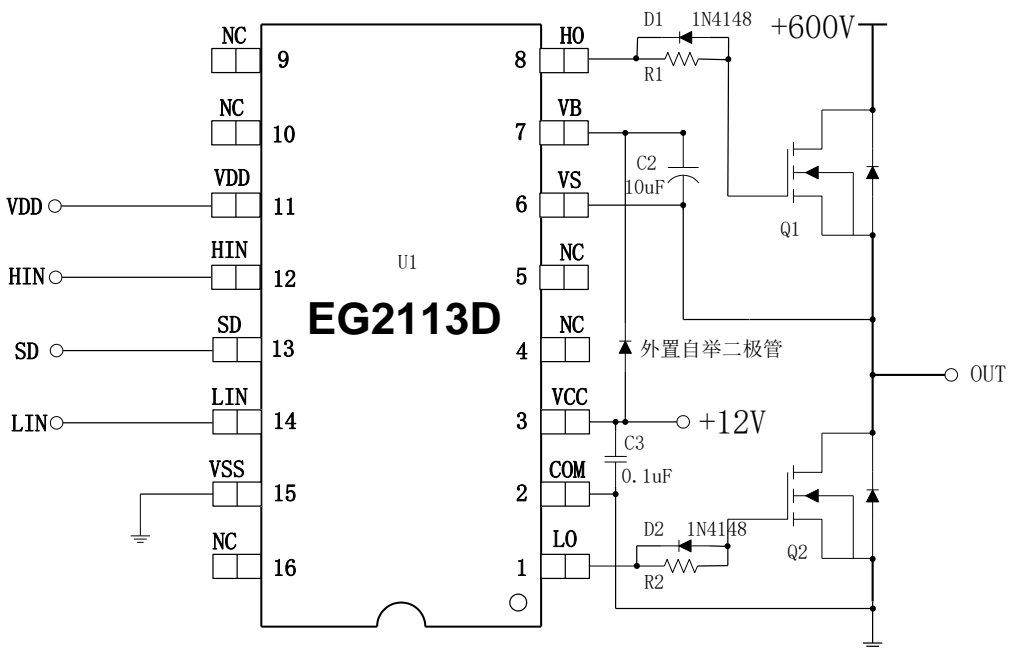 D1 1N4148
+600V
NC
9
8
HO
R1
NC
10
7
VB
C2
10uF
VDD
VDD
11
6
VS
Q1
HIN
HIN
12
U1
5
NC
EG2113D
SD
SD
13
4
NC
外置自举二极管
OUT
LIN
LIN
14
3
VCC
+12V
C3
0.1uF
VSS
15
2
COM
D2 1N4148
Q2
NC
16
1
LO
R2